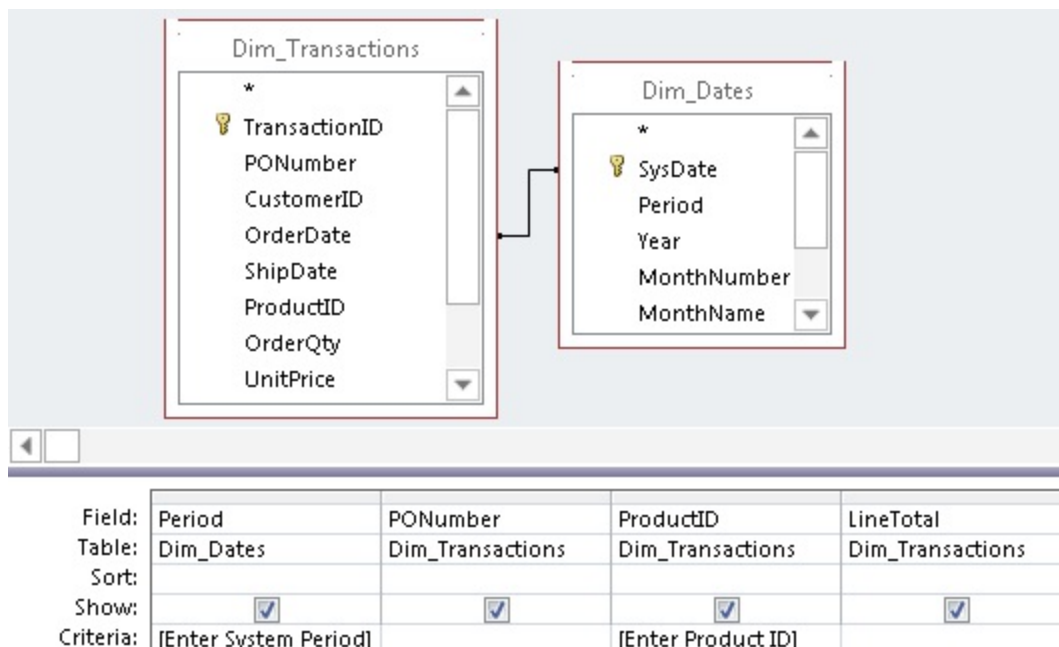 Dim_Transactions
*
TransactionID
PONumber
CustomerID
OrderDate
ShipDate
ProductID
OrderQty
UnitPrice
Dim_Dates
*
SysDate
Period
Year
MonthNumber
MonthName
Field: Period PONumber ProductID LineTotal
Table: Dim_Dates Dim_Transactions Dim_Transactions Dim_Transactions
Sort:
Show:
Criteria: [Enter System Period] [Enter Product ID]